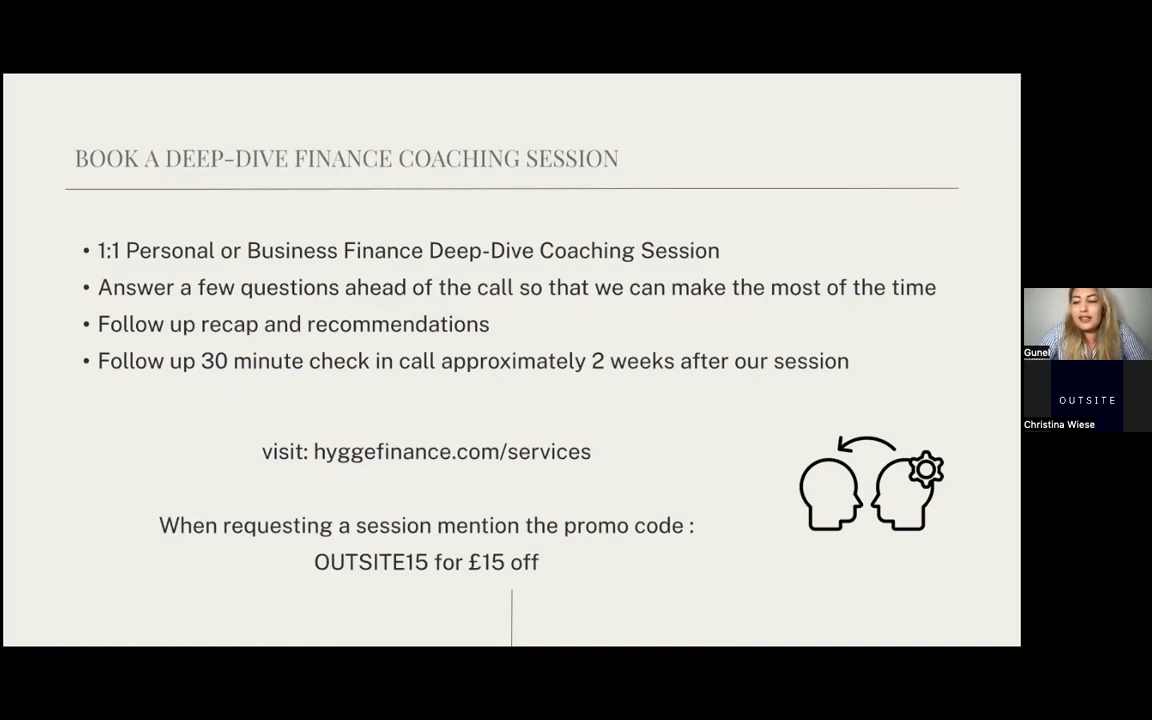 BOOK A DEEP-DIVE FINANCE COACHING SESSION
• 1:1 Personal or Business Finance Deep-Dive Coaching Session
• Answer a few questions ahead of the call so that we can make the most of the time
• Follow up recap and recommendations
• Follow up 30 minute check in call approximately 2 weeks after our session
visit: hyggefinance.com/services
When requesting a session mention the promo code :
OUTSITE15 for £15 off
Gunel
OUTSITE
Christina Wiese